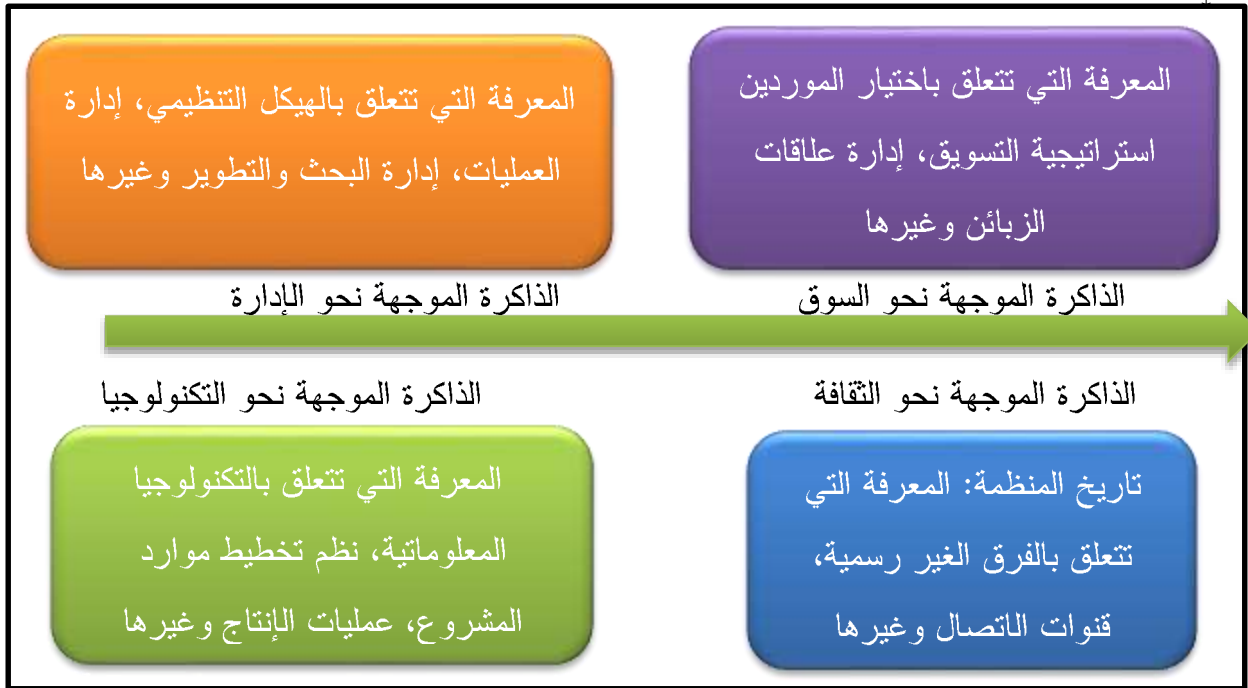 المعرفة التي تتعلق باختيار الموردين
استراتيجية التسويق، إدارة علاقات
الزبائن وغيرها
المعرفة التي تتعلق بالهيكل التنظيمي، إدارة
العمليات، إدارة البحث والتطوير وغيرها
الذاكرة الموجهة نحو السوق
الذاكرة الموجهة نحو الإدارة
الذاكرة الموجهة نحو الثقافة
الذاكرة الموجهة نحو التكنولوجيا
تاريخ المنظمة: المعرفة التي
تتعلق بالفرق الغير رسمية،
قنوات الاتصال وغيرها
المعرفة التي تتعلق بالتكنولوجيا
المعلوماتية، نظم تخطيط موارد
المشروع، عمليات الإنتاج وغيرها